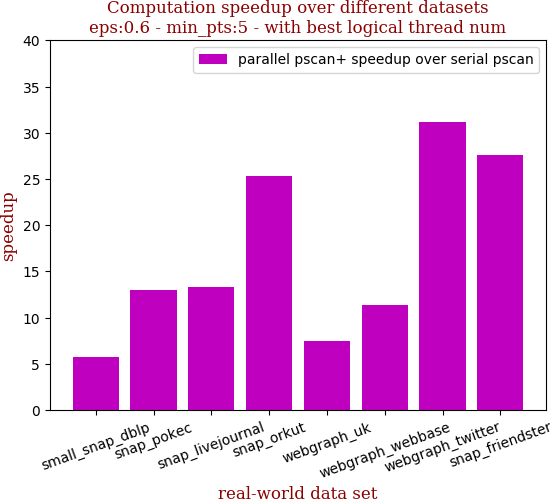 Computation speedup over different datasets
eps:0.6 - min_pts:5 - with best logical thread num
parallel pscan+ speedup over serial pscan
speedup
40
35
30
25
20
15
10
5
0
small_snap_dblp
snap_pokec
snap_livejournal
snap_orkut
webgraph_uk
webgraph_webbase
webgraph_twitter
snap_friendster
real-world data set